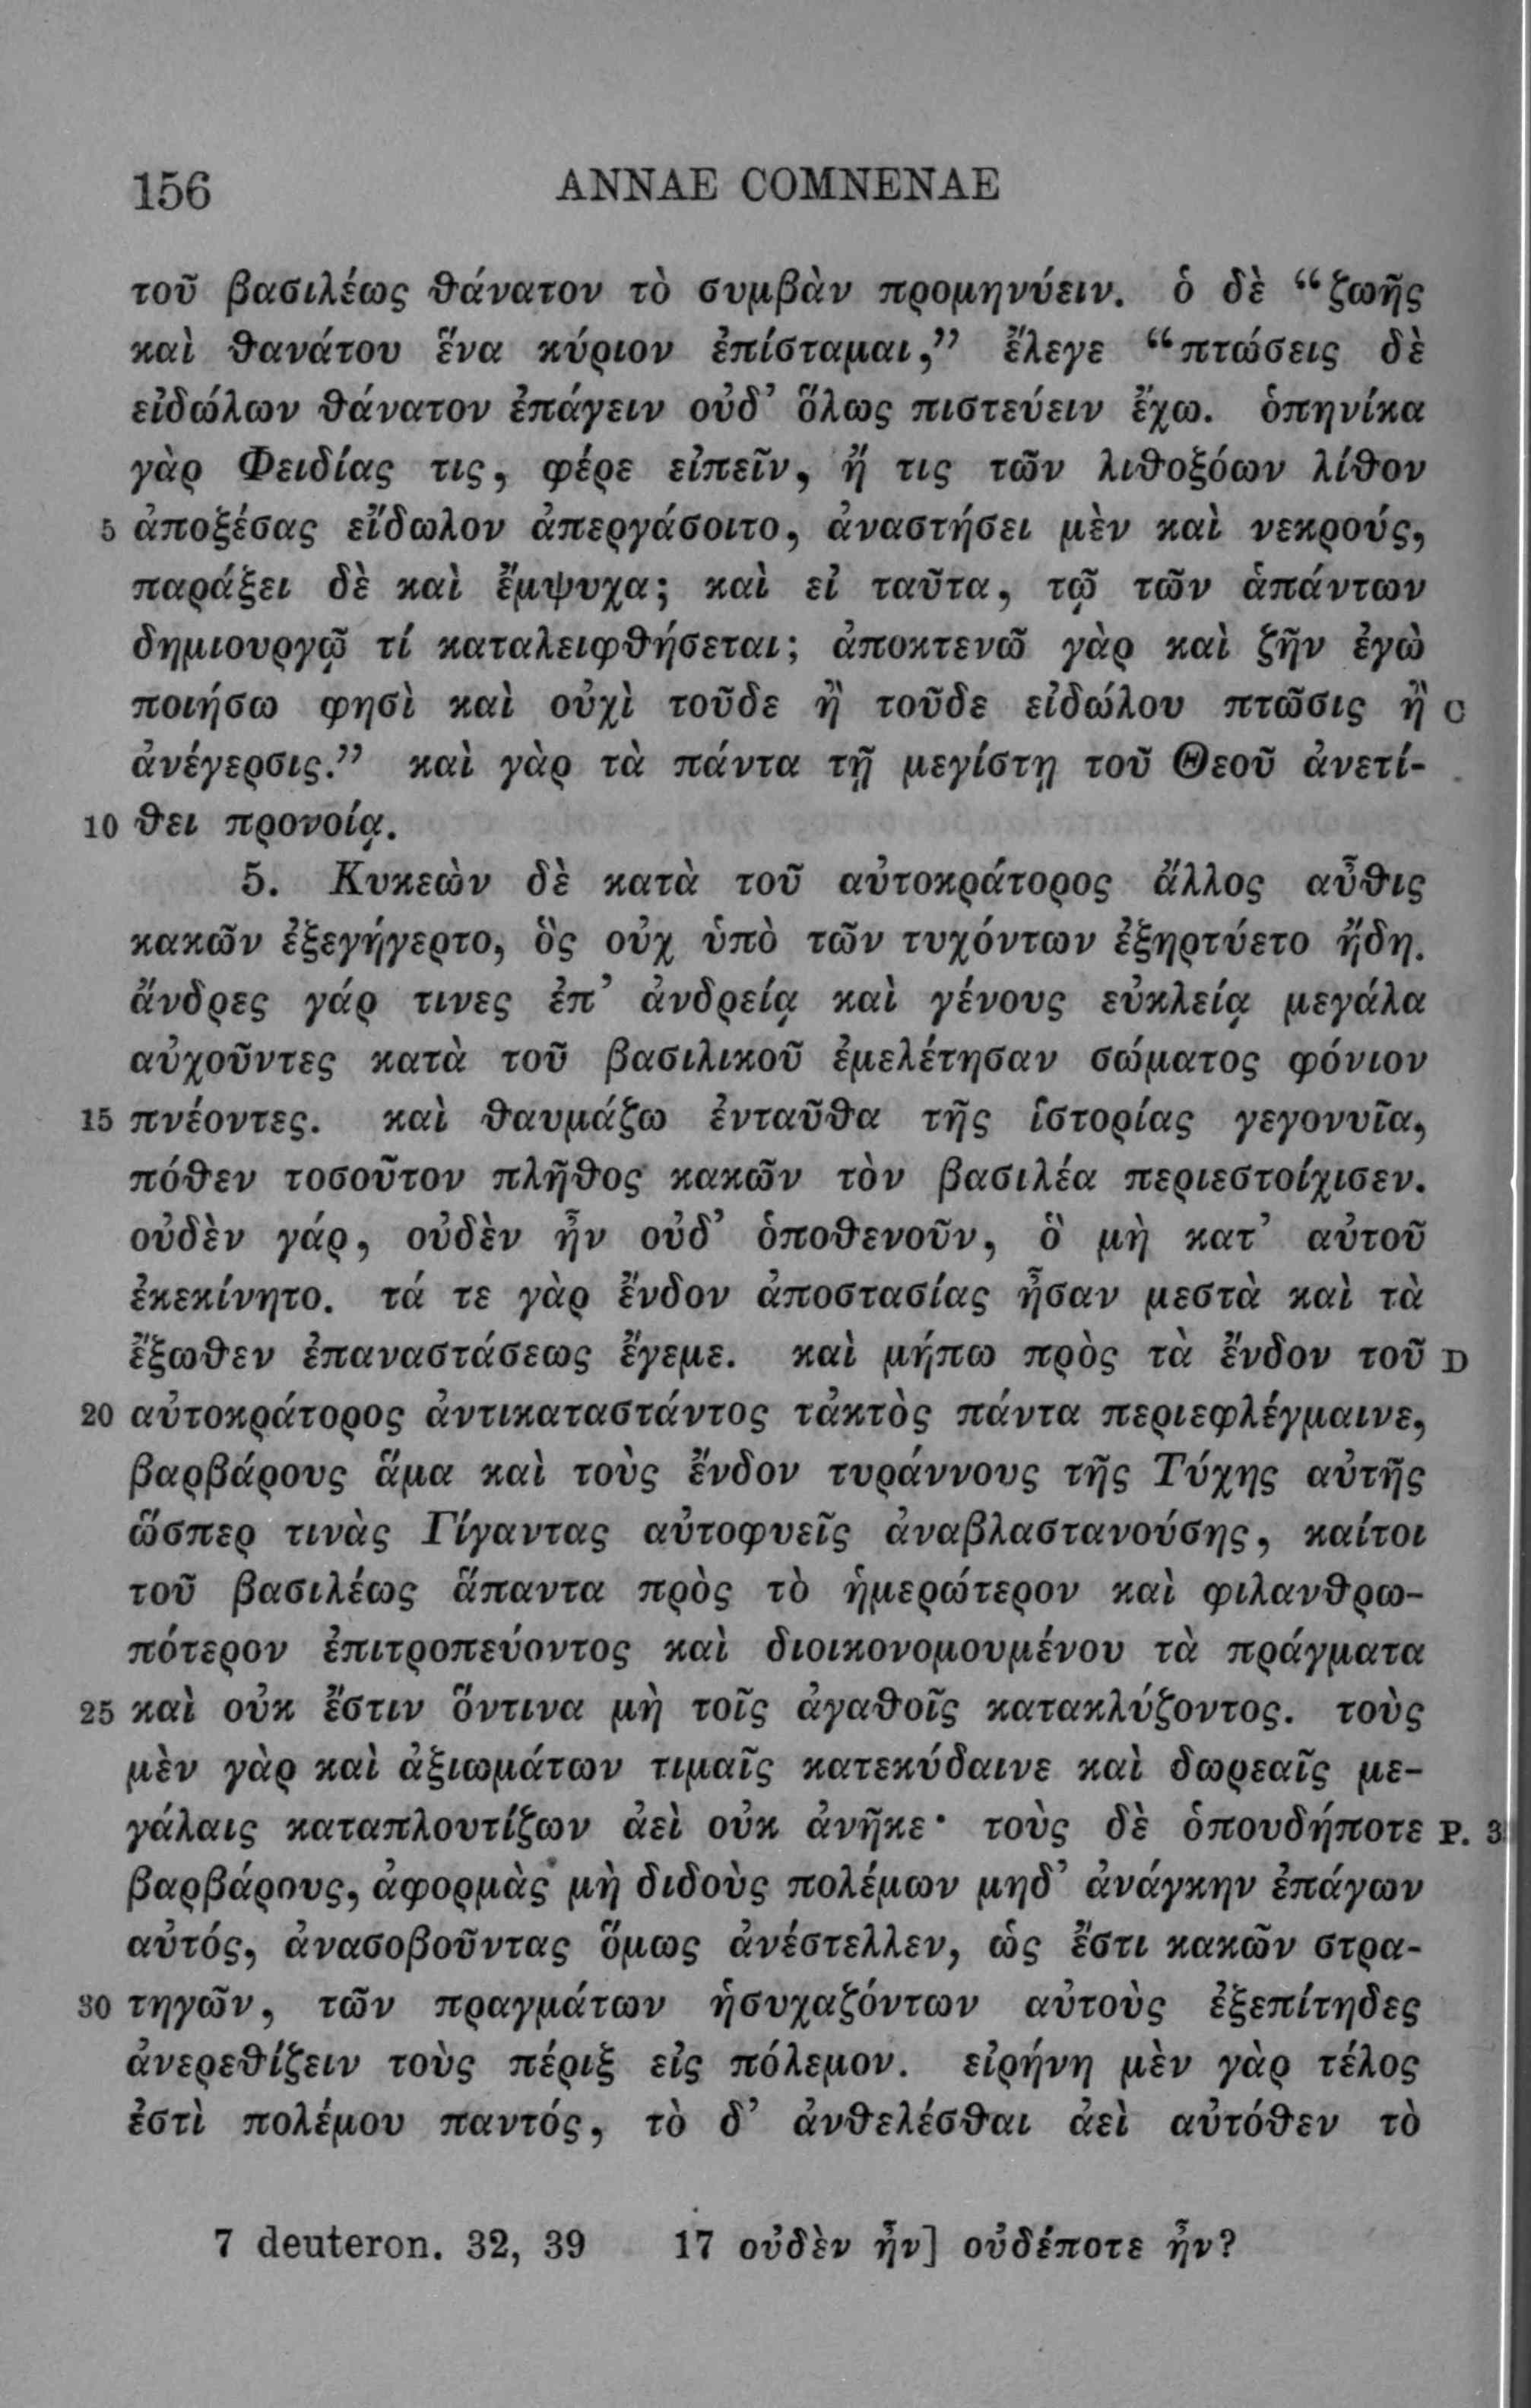 156 ANNAE COMNENAE
τοῦ βασιλέως θάνατον τὸ συμβὰν προμηνύειν. ὁ δὲ “ζωῆς
καὶ θανάτου ἕνα κύριον ἐπίσταμαι,” ἔλεγε “πτώσεις δὲ
εἰδώλων θάνατον ἐπάγειν οὐδ’ ὅλως πιστεύειν ἔχω. ὁπηνίκα
γὰρ Φειδίας τις, φέρε εἰπεῖν, ἤ τις τῶν λιθοξόων λίθον
5 ἀποξέσας εἴδωλον ἀπεργάσοιτο, ἀναστήσει μὲν καὶ νεκρούς,
παράξει δὲ καὶ ἔμψυχα; καὶ εἰ ταῦτα, τῷ τῶν ἁπάντων
δημιουργῷ τί καταλειφθήσεται; ἀποκτενῶ γὰρ καὶ ζῆν ἐγὼ
ποιήσω φησὶ καὶ οὐχὶ τοῦδε ἢ τοῦδε εἰδώλου πτῶσις ἢ C
ἀνέγερσις.” καὶ γὰρ τὰ πάντα τῇ μεγίστῃ τοῦ Θεοῦ ἀνετί-
10 θει προνοίᾳ.
5. Κυκεὼν δὲ κατὰ τοῦ αὐτοκράτορος ἄλλος αὖθις
κακῶν ἐξεγήγερτο, ὃς οὐχ ὑπὸ τῶν τυχόντων ἐξηρτύετο ἤδη.
ἄνδρες γάρ τινες ἐπ’ ἀνδρείᾳ καὶ γένους εὐκλείᾳ μεγάλα
αὐχοῦντες κατὰ τοῦ βασιλικοῦ ἐμελέτησαν σώματος φόνιον
15 πνέοντες. καὶ θαυμάζω ἐνταῦθα τῆς ἱστορίας γεγονυῖα,
πόθεν τοσοῦτον πλῆθος κακῶν τὸν βασιλέα περιεστοίχισεν.
οὐδὲν γάρ, οὐδὲν ἦν οὐδ’ ὁποθενοῦν, ὃ μὴ κατ’ αὐτοῦ
ἐκεκίνητο. τά τε γὰρ ἔνδον ἀποστασίας ἦσαν μεστὰ καὶ τὰ
ἔξωθεν ἐπαναστάσεως ἔγεμε. καὶ μήπω πρὸς τὰ ἔνδον τοῦ D
20 αὐτοκράτορος ἀντικαταστάντος τἀκτὸς πάντα περιεφλέγμαινε,
βαρβάρους ἅμα καὶ τοὺς ἔνδον τυράννους τῆς Τύχης αὐτῆς
ὥσπερ τινὰς Γίγαντας αὐτοφυεῖς ἀναβλαστανούσης, καίτοι
τοῦ βασιλέως ἅπαντα πρὸς τὸ ἡμερώτερον καὶ φιλανθρω-
πότερον ἐπιτροπεύοντος καὶ διοικονομουμένου τὰ πράγματα
25 καὶ οὐκ ἔστιν ὅντινα μὴ τοῖς ἀγαθοῖς κατακλύζοντος. τοὺς
μὲν γὰρ καὶ ἀξιωμάτων τιμαῖς κατεκύδαινε καὶ δωρεαῖς με-
γάλαις καταπλουτίζων ἀεὶ οὐκ ἀνῆκε· τοὺς δὲ ὁπουδήποτε P. 3
βαρβάρους, ἀφορμὰς μὴ διδοὺς πολέμων μηδ’ ἀνάγκην ἐπάγων
αὐτός, ἀνασοβοῦντας ὅμως ἀνέστελλεν, ὡς ἔστι κακῶν στρα-
30 τηγῶν, τῶν πραγμάτων ἡσυχαζόντων αὐτοὺς ἐξεπίτηδες
ἀνερεθίζειν τοὺς πέριξ εἰς πόλεμον. εἰρήνη μὲν γὰρ τέλος
ἐστὶ πολέμου παντός, τὸ δ’ ἀνθελέσθαι ἀεὶ αὐτόθεν τὸ
7 deuteron. 32, 39 17 οὐδὲν ἦν] οὐδέποτε ἦν?